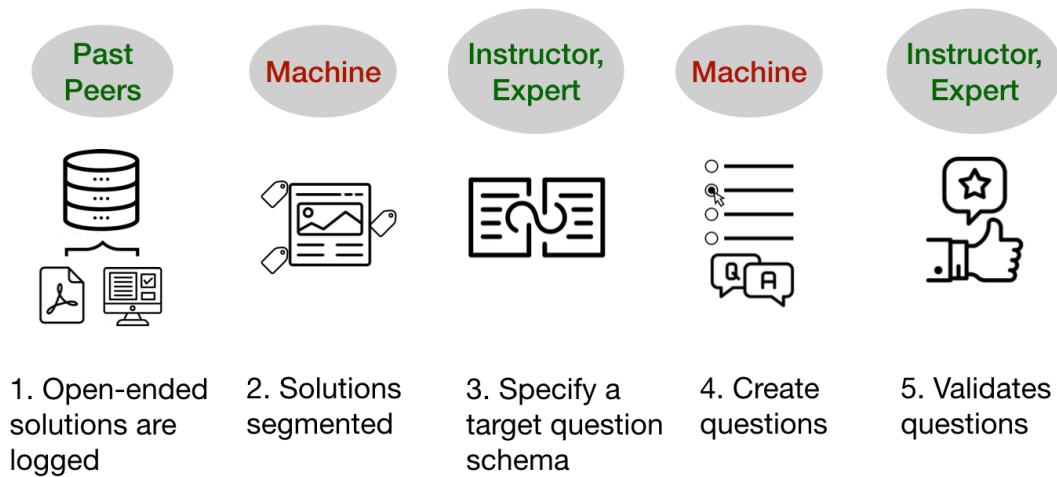 Past
Peers
Machine
Instructor,
Expert
Machine
Instructor,
Expert
Q
A
1. Open-ended
solutions are
logged
2. Solutions
segmented
3. Specify a
target question
schema
4. Create
questions
5. Validates
questions